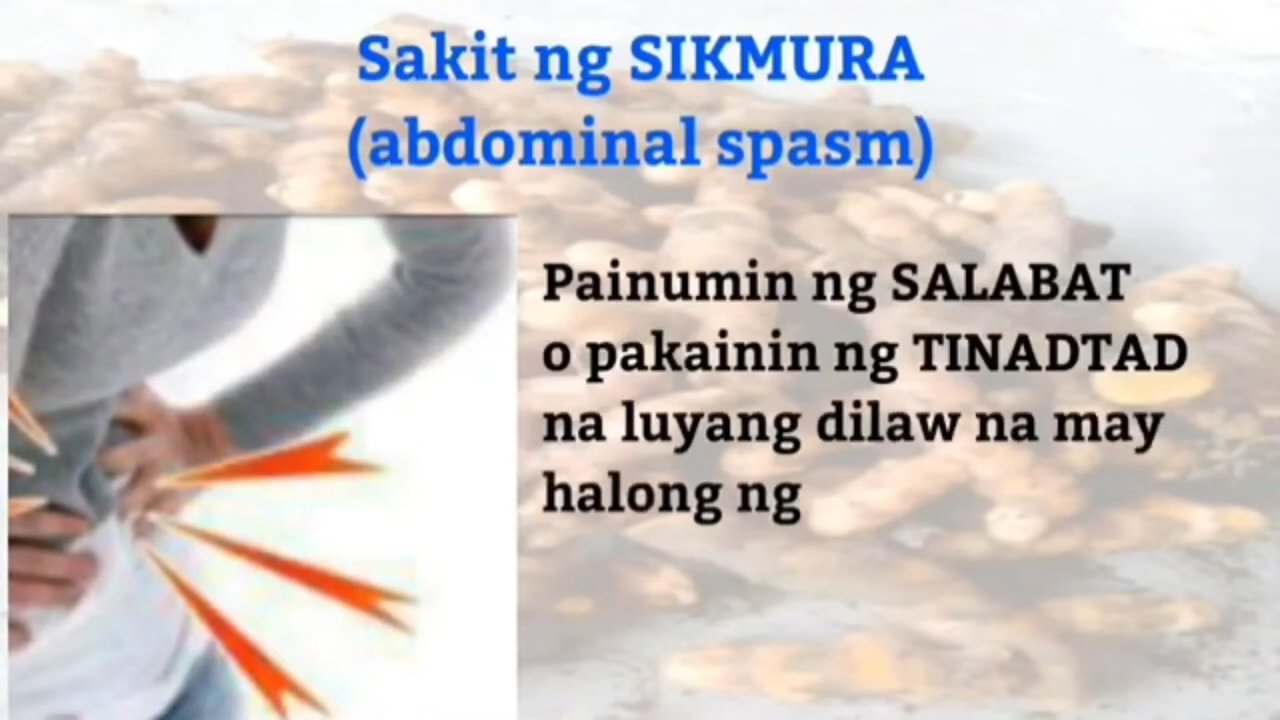 Sakit ng SIKMURA
(abdominal spasm)
Painumin ng SALABAT
o pakainin ng TINADTAD
na luyang dilaw na may
halong ng